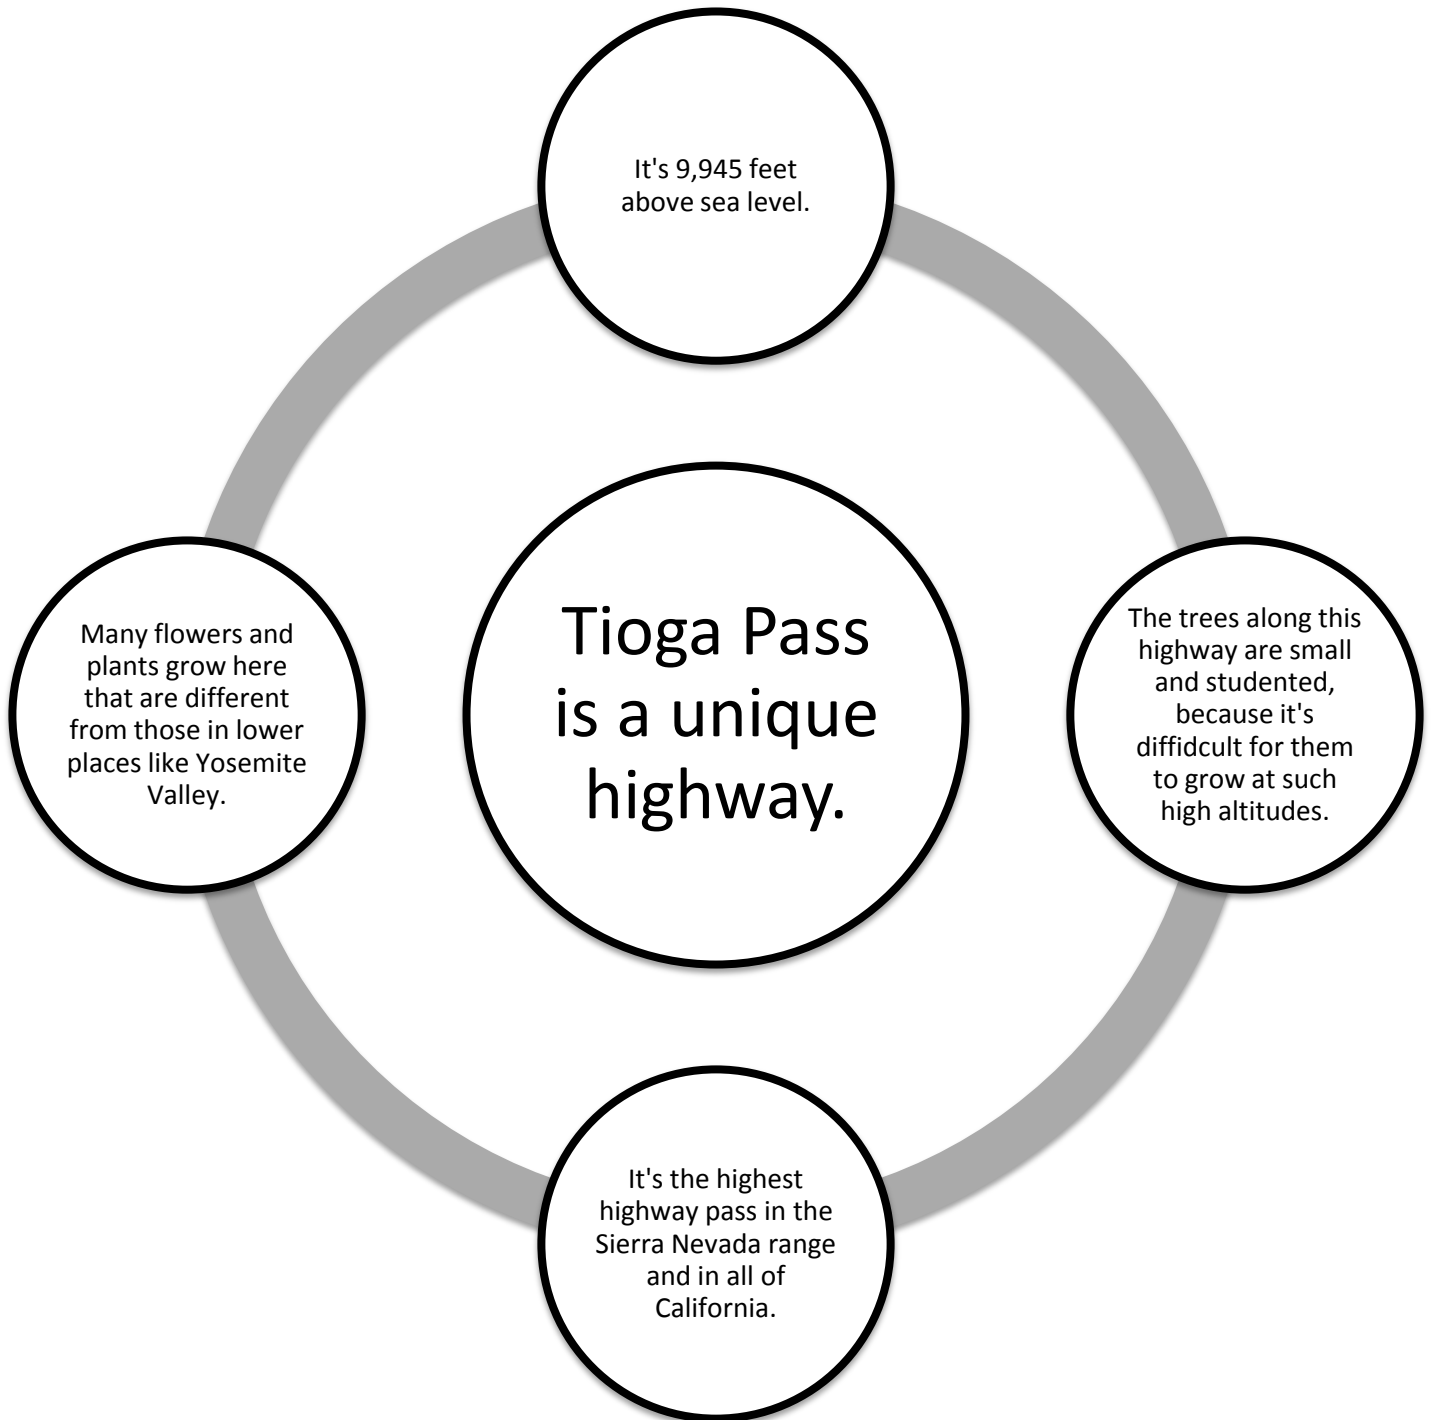 It's 9,945 feet
above sea level.
Many flowers and
plants grow here
that are different
from those in lower
places like Yosemite
Valley.
Tioga Pass
is a unique
highway.
The trees along this
highway are small
and studented,
because it's
diffidcult for them
to grow at such
high altitudes.
It's the highest
highway pass in the
Sierra Nevada range
and in all of
California.